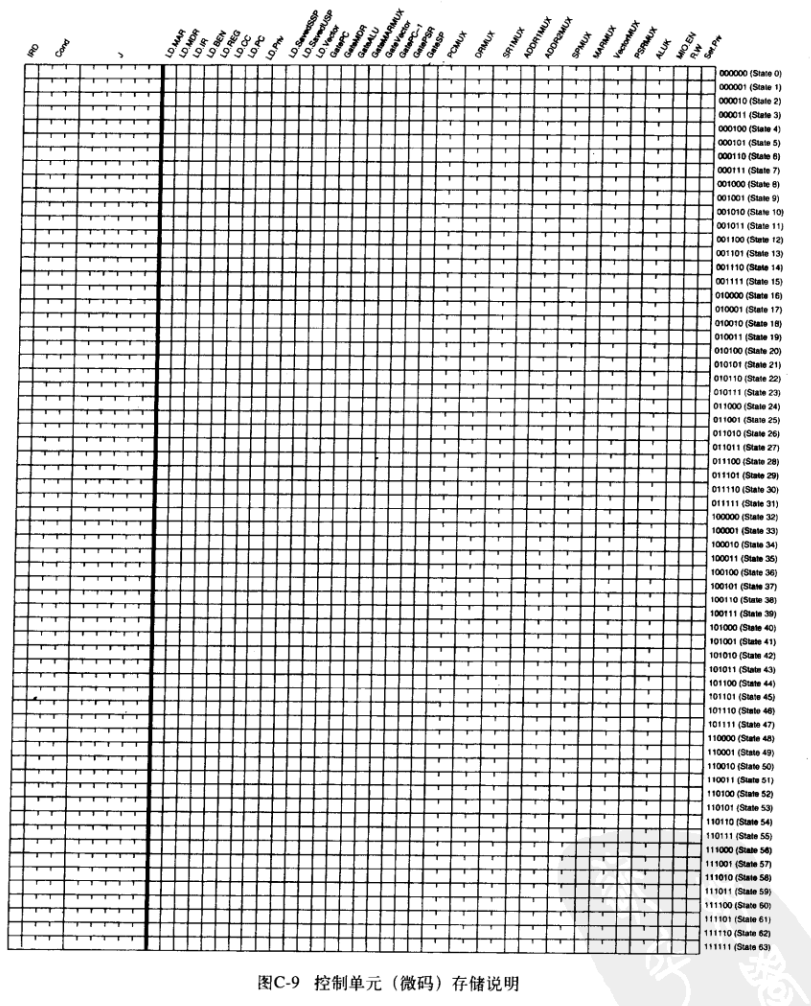 IRD
Cond
J
LD.MAR
LD.MDR
LD.IR
LD.BEN
LD.REG
LD.CC
LD.PC
LD.Priv
LD.SavedSSP
LD.SavedUSP
LD.Vector
GatePC
GateMDR
GateALU
GateMARMUX
GateVector
GatePC-1
GatePSR
GateSP
PCMUX
DRMUX
SR1MUX
ADDR1MUX
ADDR2MUX
SPMUX
MARMUX
VectorMUX
PSRMUX
ALUK
MIO.EN
R.W
Set.Priv
000000 (State 0)
000001 (State 1)
000010 (State 2)
000011 (State 3)
000100 (State 4)
000101 (State 5)
000110 (State 6)
000111 (State 7)
001000 (State 8)
001001 (State 9)
001010 (State 10)
001011 (State 11)
001100 (State 12)
001101 (State 13)
001110 (State 14)
001111 (State 15)
010000 (State 16)
010001 (State 17)
010010 (State 18)
010011 (State 19)
010100 (State 20)
010101 (State 21)
010110 (State 22)
010111 (State 23)
011000 (State 24)
011001 (State 25)
011010 (State 26)
011011 (State 27)
011100 (State 28)
011101 (State 29)
011110 (State 30)
011111 (State 31)
100000 (State 32)
100001 (State 33)
100010 (State 34)
100011 (State 35)
100100 (State 36)
100101 (State 37)
100110 (State 38)
100111 (State 39)
101000 (State 40)
101001 (State 41)
101010 (State 42)
101011 (State 43)
101100 (State 44)
101101 (State 45)
101110 (State 46)
101111 (State 47)
110000 (State 48)
110001 (State 49)
110010 (State 50)
110011 (State 51)
110100 (State 52)
110101 (State 53)
110110 (State 54)
110111 (State 55)
111000 (State 56)
111001 (State 57)
111010 (State 58)
111011 (State 59)
111100 (State 60)
111101 (State 61)
111110 (State 62)
111111 (State 63)
图C-9 控制单元（微码）存储说明